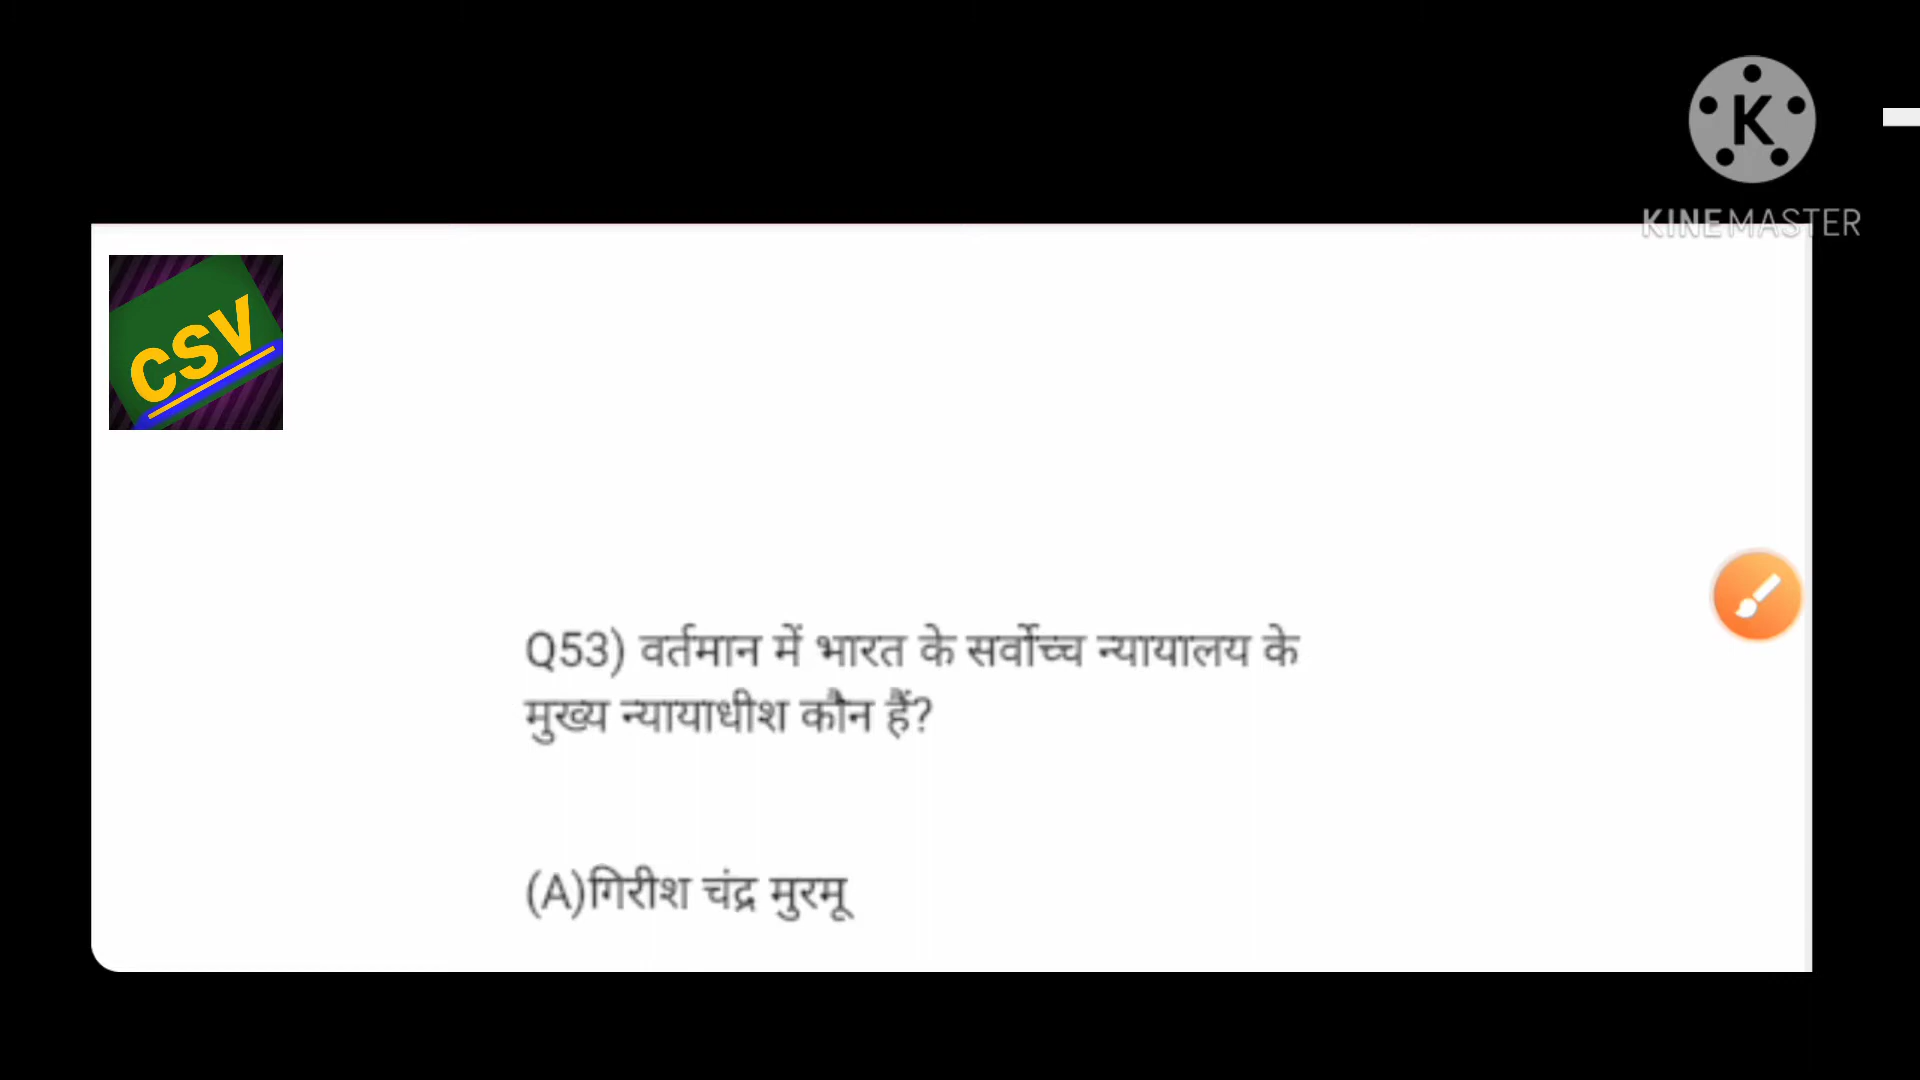 K
KINEMASTER
CSV
Q53) वर्तमान में भारत के सर्वोच्च न्यायालय के
मुख्य न्यायाधीश कौन हैं?
(A)गिरीश चंद्र मुरमू